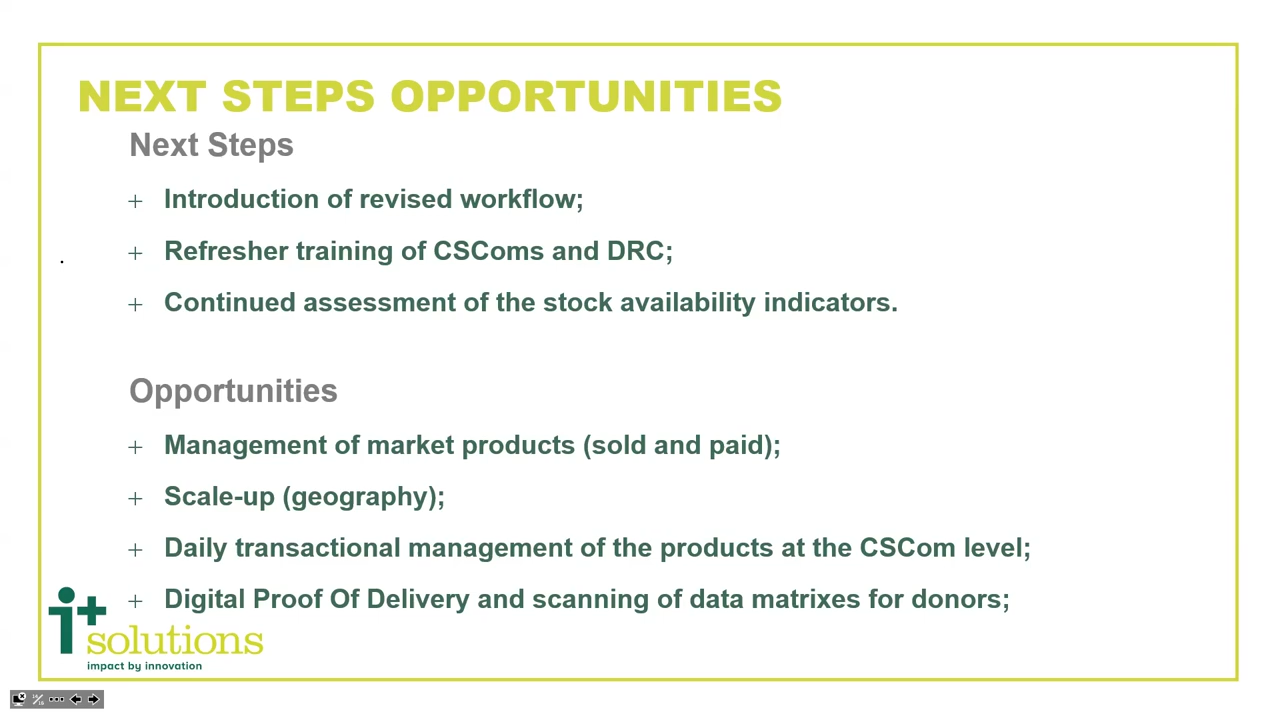 NEXT STEPS OPPORTUNITIES
Next Steps
+ Introduction of revised workflow;
+ Refresher training of CSComs and DRC;
.
+ Continued assessment of the stock availability indicators.
Opportunities
+ Management of market products (sold and paid);
+ Scale-up (geography);
+ Daily transactional management of the products at the CSCom level;
+ Digital Proof Of Delivery and scanning of data matrixes for donors;
i+
solutions
impact by innovation